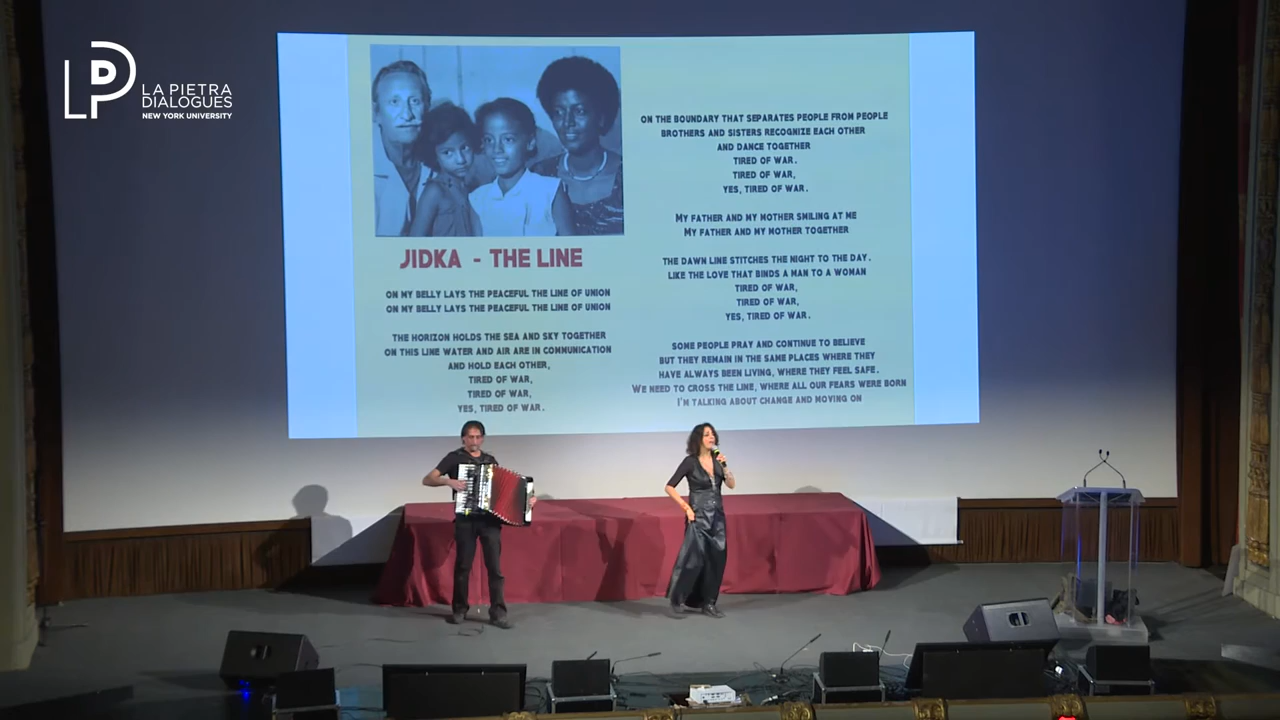 LA PIETRA
DIALOGUES
NEW YORK UNIVERSITY
JIDKA - THE LINE
ON MY BELLY LAYS THE PEACEFUL THE LINE OF UNION
ON MY BELLY LAYS THE PEACEFUL THE LINE OF UNION
THE HORIZON HOLDS THE SEA AND SKY TOGETHER
ON THIS LINE WATER AND AIR ARE IN COMMUNICATION
AND HOLD EACH OTHER,
TIRED OF WAR,
TIRED OF WAR,
YES, TIRED OF WAR.
ON THE BOUNDARY THAT SEPARATES PEOPLE FROM PEOPLE
BROTHERS AND SISTERS RECOGNIZE EACH OTHER
AND DANCE TOGETHER
TIRED OF WAR.
TIRED OF WAR,
YES, TIRED OF WAR.
MY FATHER AND MY MOTHER SMILING AT ME
MY FATHER AND MY MOTHER TOGETHER
THE DAWN LINE STITCHES THE NIGHT TO THE DAY.
LIKE THE LOVE THAT BINDS A MAN TO A WOMAN
TIRED OF WAR,
TIRED OF WAR,
YES, TIRED OF WAR.
SOME PEOPLE PRAY AND CONTINUE TO BELIEVE
BUT THEY REMAIN IN THE SAME PLACES WHERE THEY
HAVE ALWAYS BEEN LIVING, WHERE THEY FEEL SAFE.
WE NEED TO CROSS THE LINE, WHERE ALL OUR FEARS WERE BORN
I'M TALKING ABOUT CHANGE AND MOVING ON